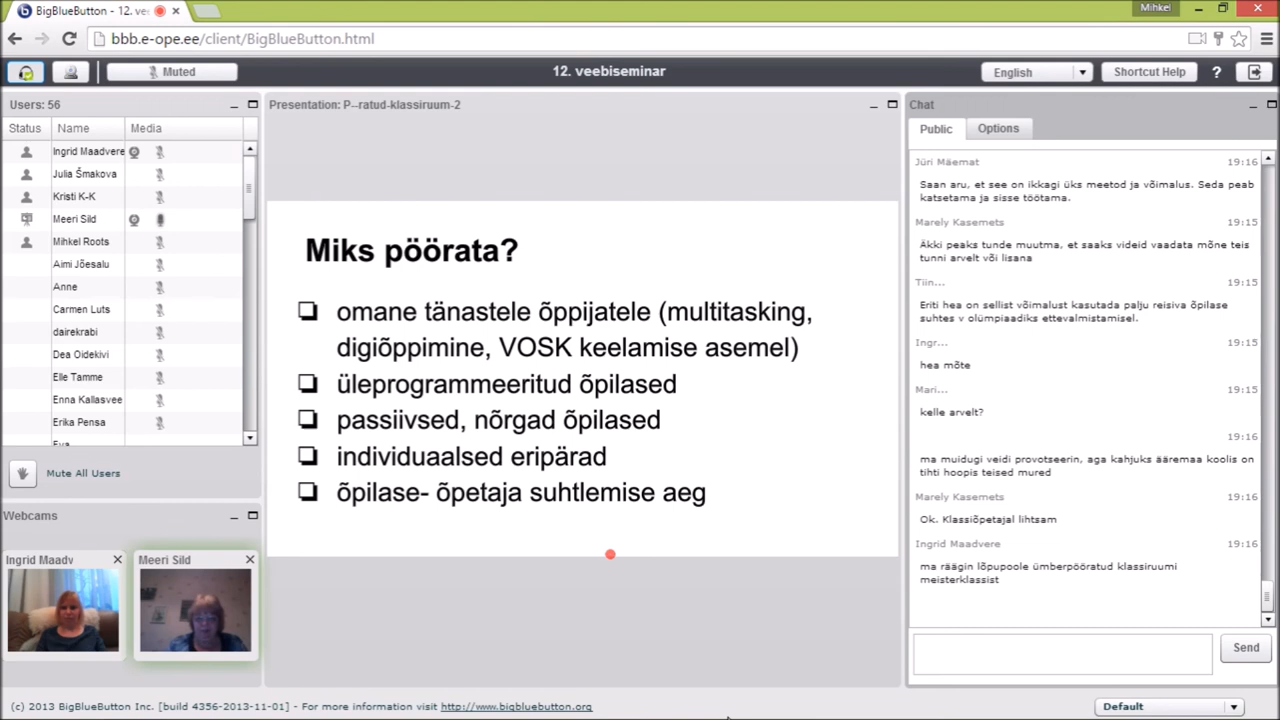 BigBlueButton - 12. ve
Mihkel
bbb.e-ope.ee/client/BigBlueButton.html
Muted
12. veebiseminar
English
Shortcut Help
?
Users: 56
Status Name Media
Ingrid Maadvere
Julia Šmakova
Kristi K-K
Meeri Sild
Mihkel Roots
Aimi Jõesalu
Anne
Carmen Luts
dairekrabi
Dea Oidekivi
Elle Tamme
Enna Kallasvee
Erika Pensa
Eva
Mute All Users
Webcams
Ingrid Maadv
Meeri Sild
Presentation: P--ratud-klassiruum-2
Miks pöörata?
❏ omane tänastele õppijatele (multitasking,
digiõppimine, VOSK keelamise asemel)
❏ üleprogrammeeritud õpilased
❏ passiivsed, nõrgad õpilased
❏ individuaalsed eripärad
❏ õpilase- õpetaja suhtlemise aeg
Chat
Public Options
Jüri Mäemat 19:16
Saan aru, et see on ikkagi üks meetod ja võimalus. Seda peab
katsetama ja sisse töötama.
Marely Kasemets 19:15
Äkki peaks tunde muutma, et saaks videid vaadata mõne teis
tunni arvelt või lisana
Tiin... 19:15
Eriti hea on sellist võimalust kasutada palju reisiva õpilase
suhtes v olümpiaadiks ettevalmistamisel.
Ingr... 19:15
hea mõte
Mari... 19:15
kelle arvelt?
19:16
ma muidugi veidi provotseerin, aga kahjuks ääremaa koolis on
tihti hoopis teised mured
Marely Kasemets 19:16
Ok. Klassiõpetajal lihtsam
Ingrid Maadvere 19:16
ma räägin lõpupoole ümberpööratud klassiruumi
meisterklassist
Send
(c) 2013 BigBlueButton Inc. [build 4356-2013-11-01] - For more information visit http://www.bigbluebutton.org
Default